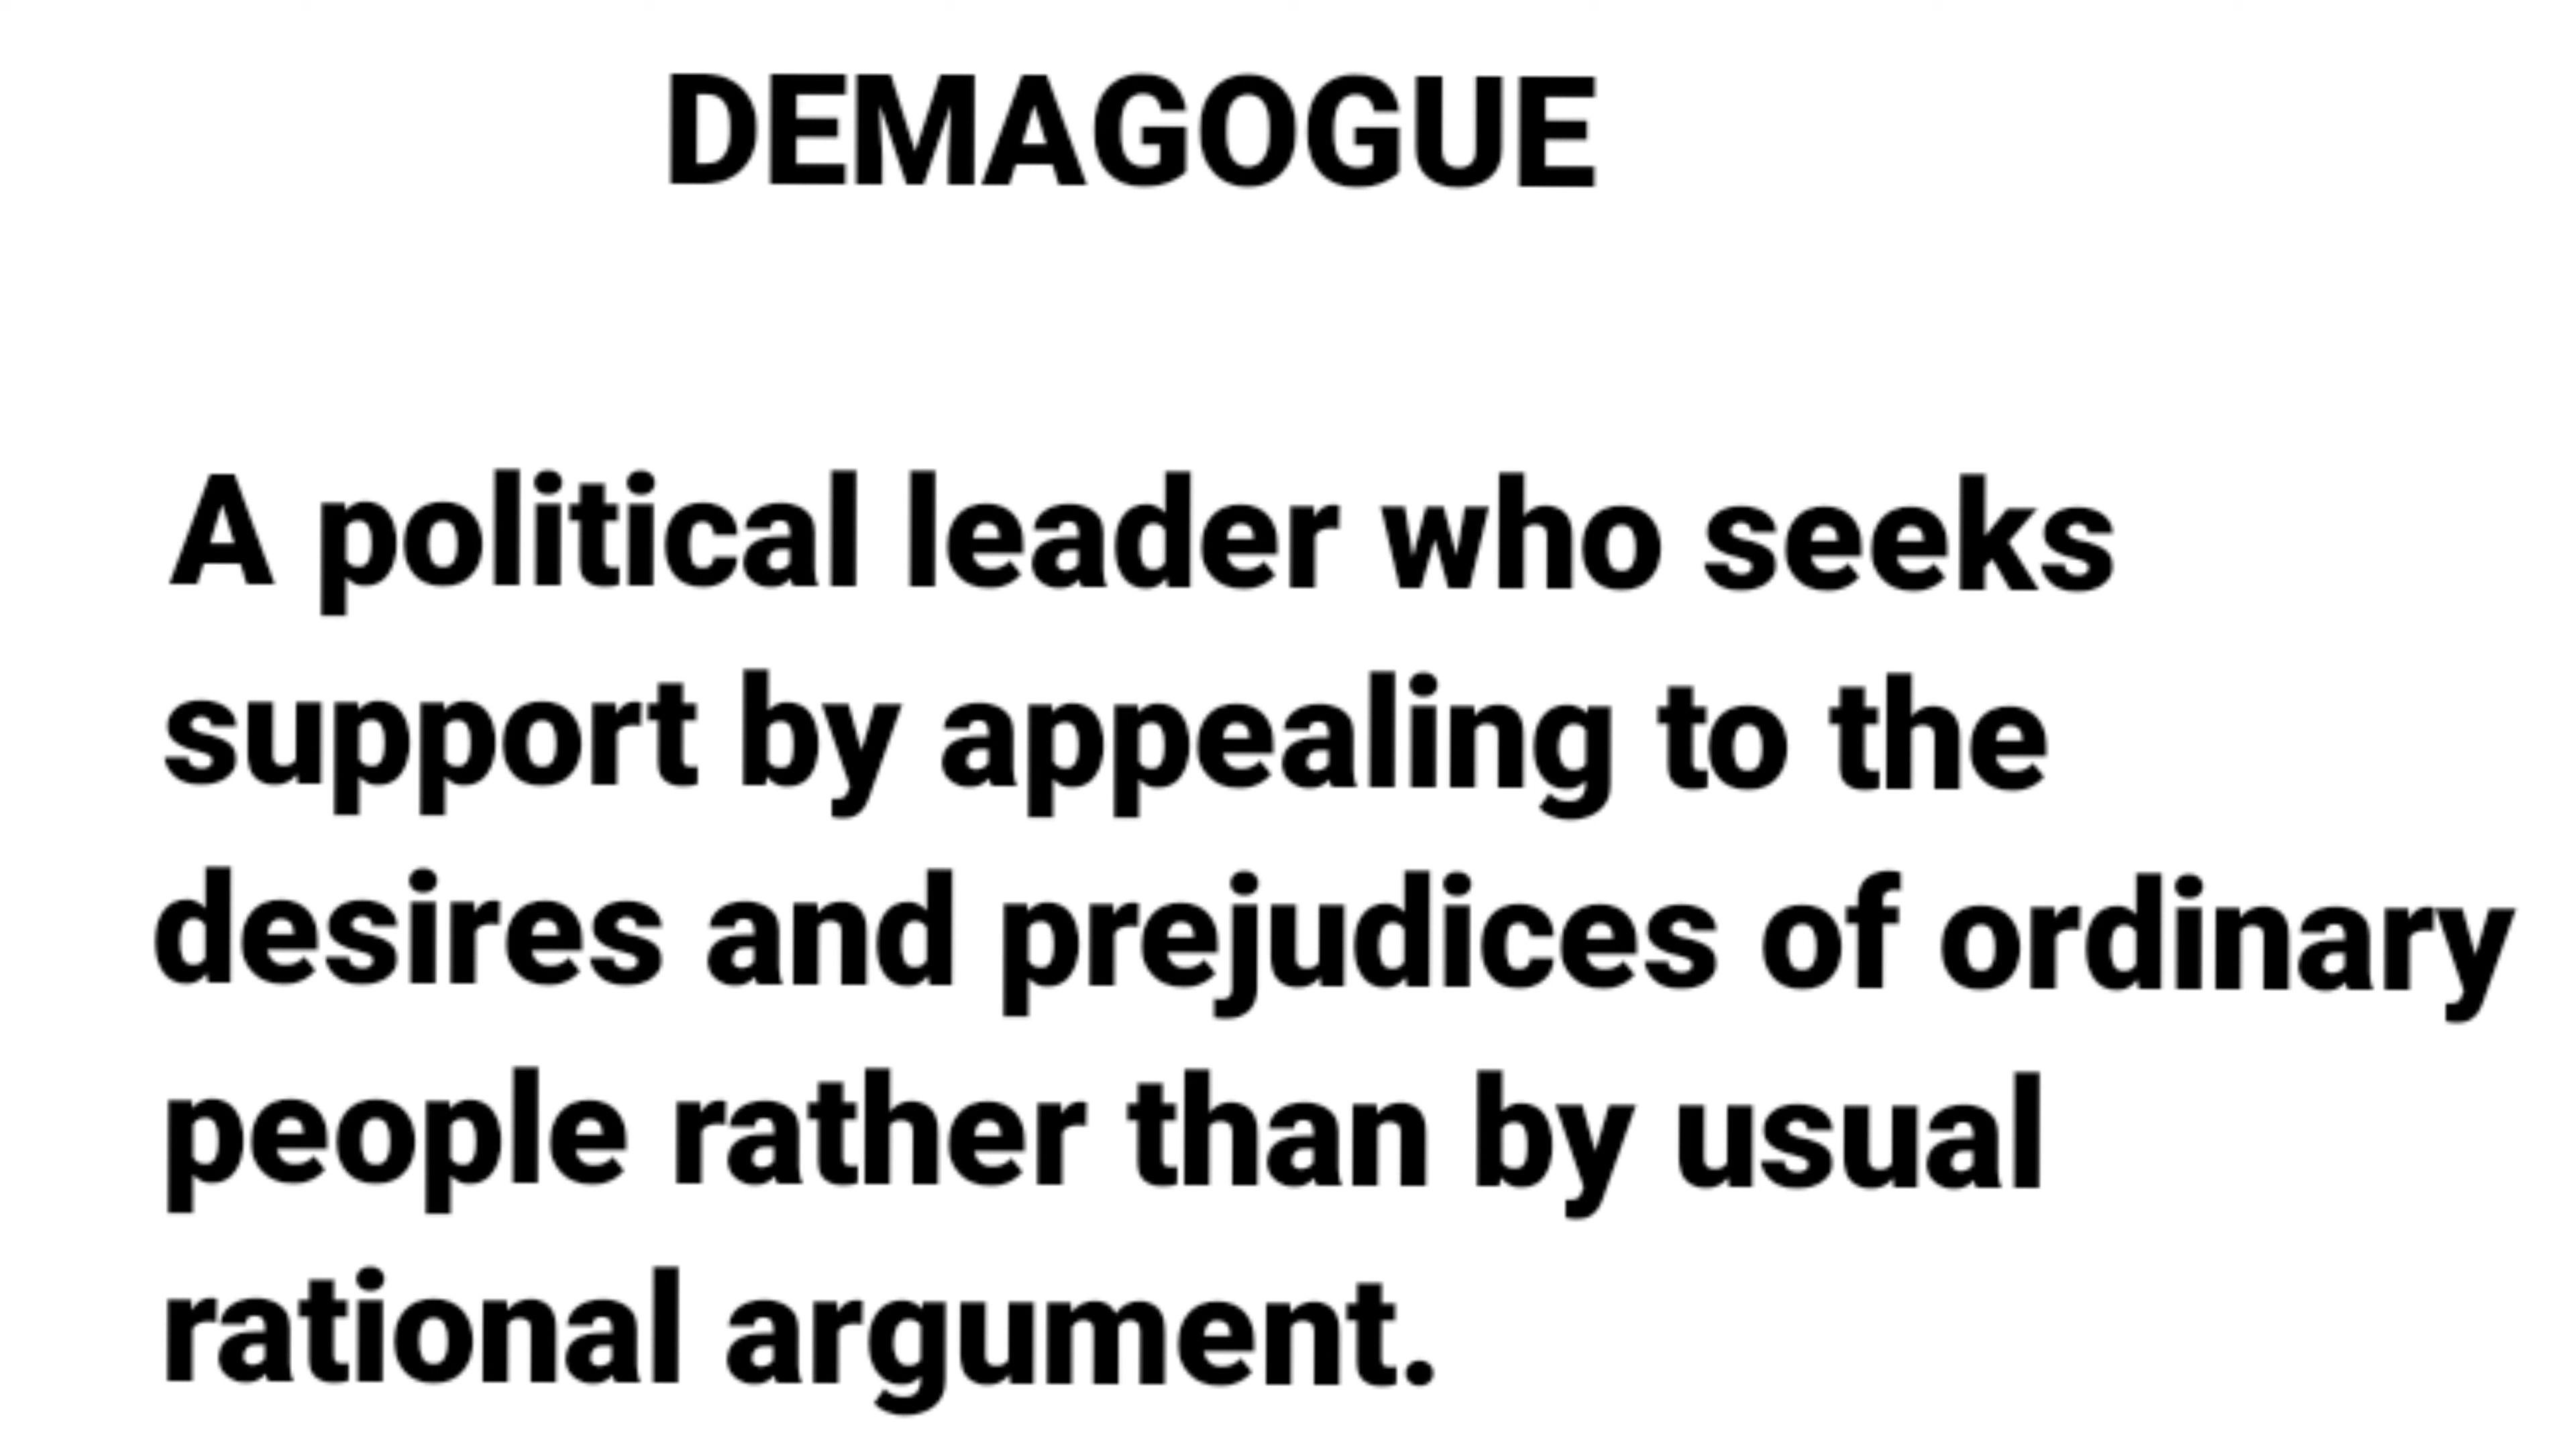 DEMAGOGUE
A political leader who seeks
support by appealing to the
desires and prejudices of ordinary
people rather than by usual
rational argument.